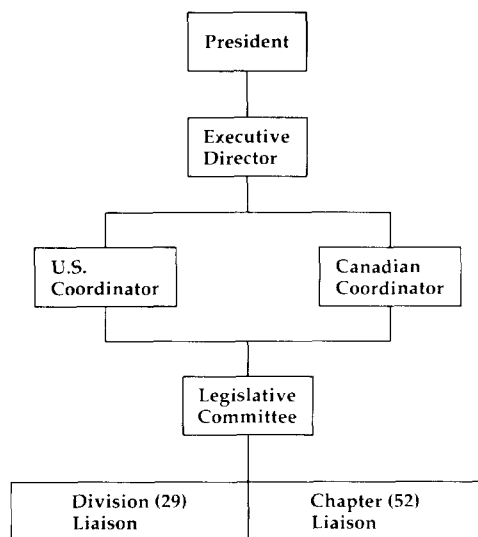 President
Executive
Director
U.S.
Coordinator
Canadian
Coordinator
Legislative
Committee
Division (29)
Liaison
Chapter (52)
Liaison